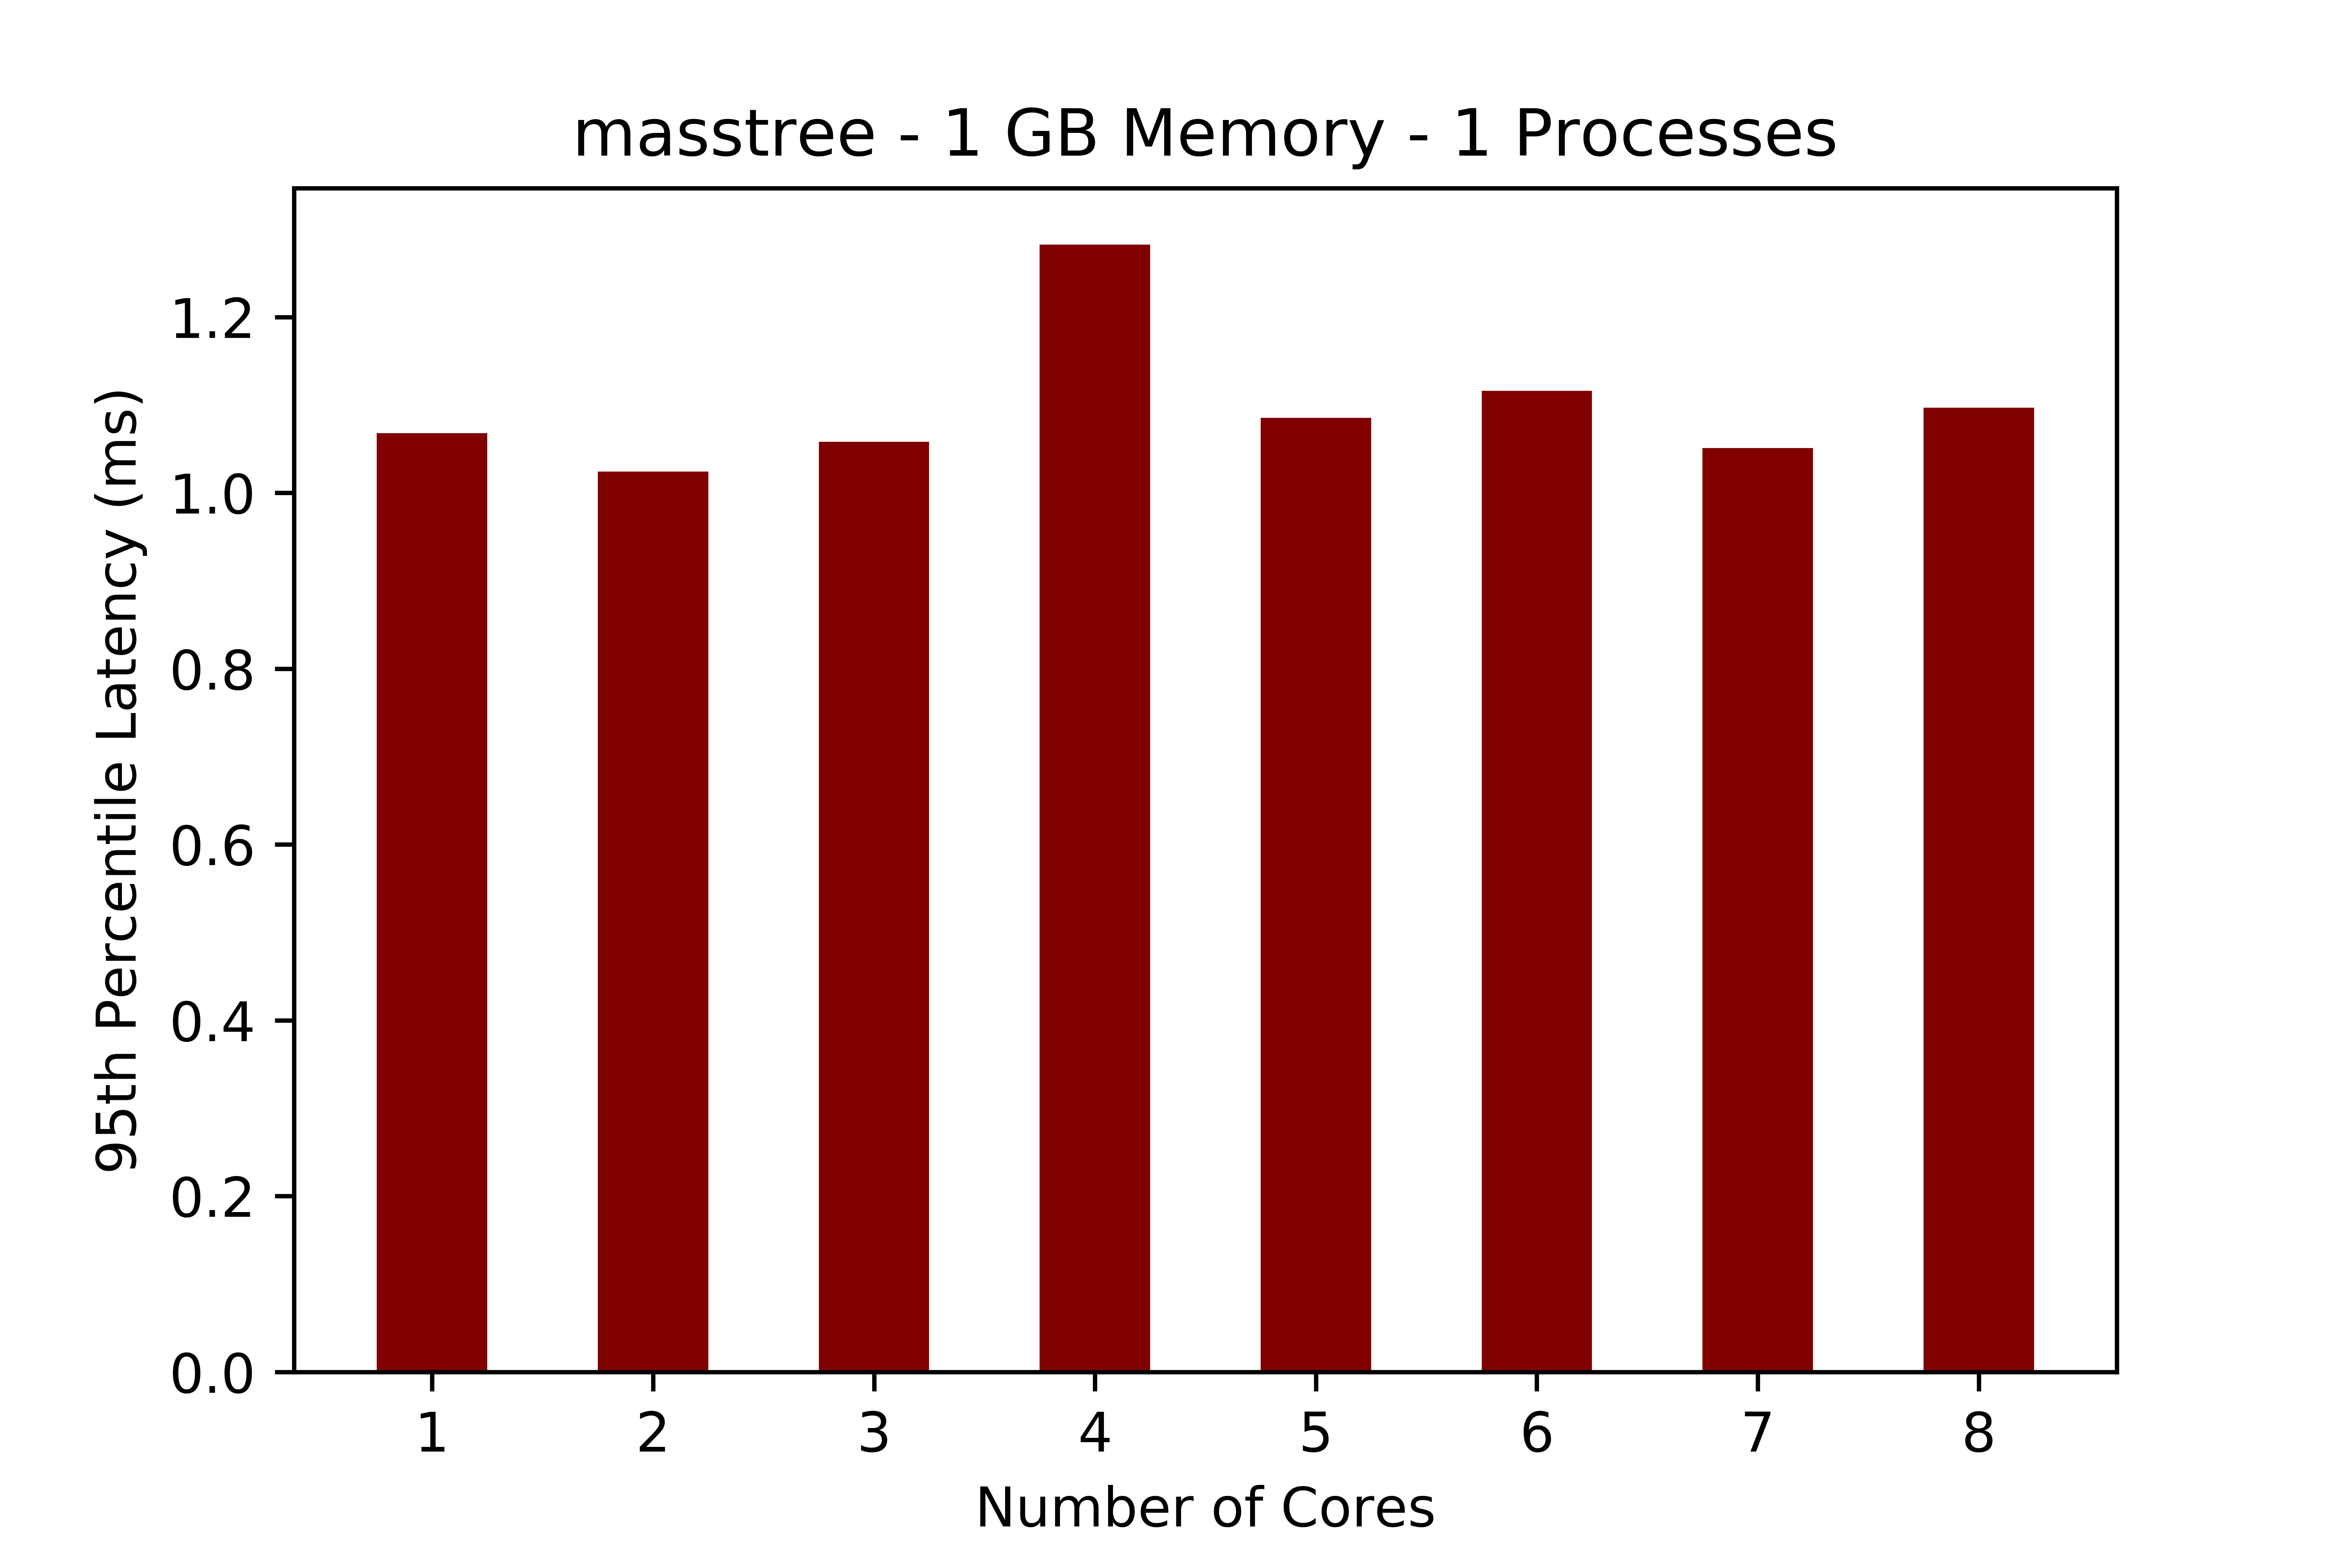 masstree - 1 GB Memory - 1 Processes
95th Percentile Latency (ms)
1.2
1.0
0.8
0.6
0.4
0.2
0.0
1 2 3 4 5 6 7 8
Number of Cores